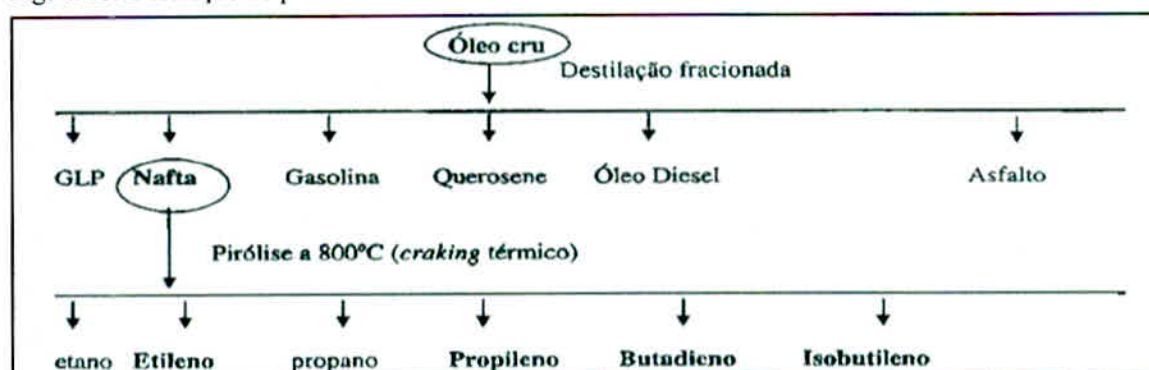 Óleo cru
Destilação fracionada
GLP Nafta Gasolina Querosene Óleo Diesel Asfalto
Pirólise a 800ºC (craking térmico)
etano Etileno propano Propileno Butadieno Isobutileno